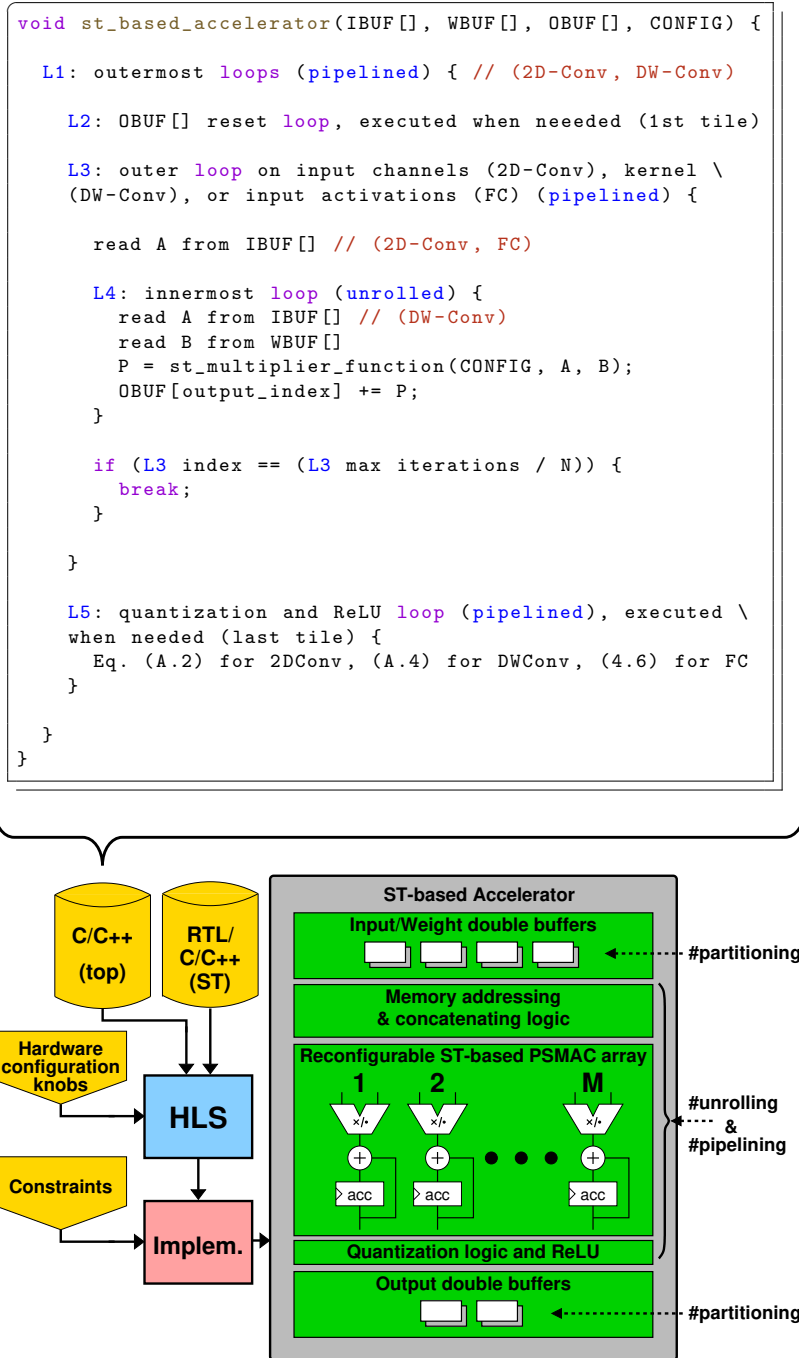 void st_based_accelerator(IBUF[], WBUF[], OBUF[], CONFIG) {
L1: outermost loops (pipelined) { // (2D-Conv, DW-Conv)
L2: OBUF[] reset loop, executed when neeeded (1st tile)
L3: outer loop on input channels (2D-Conv), kernel \
(DW-Conv), or input activations (FC) (pipelined) {
read A from IBUF[] // (2D-Conv, FC)
L4: innermost loop (unrolled) {
read A from IBUF[] // (DW-Conv)
read B from WBUF[]
P = st_multiplier_function(CONFIG, A, B);
OBUF[output_index] += P;
}
if (L3 index == (L3 max iterations / N)) {
break;
}
}
L5: quantization and ReLU loop (pipelined), executed \
when needed (last tile) {
Eq. (A.2) for 2DConv, (A.4) for DWConv, (4.6) for FC
}
}
}
C/C++
(top)
RTL/
C/C++
(ST)
Hardware
configuration
knobs
HLS
Constraints
Implem.
ST-based Accelerator
Input/Weight double buffers
#partitioning
Memory addressing
& concatenating logic
Reconfigurable ST-based PSMAC array
1 2 M
×/• ×/• ×/•
+ + +
acc acc acc
#unrolling
&
#pipelining
Quantization logic and ReLU
Output double buffers
#partitioning